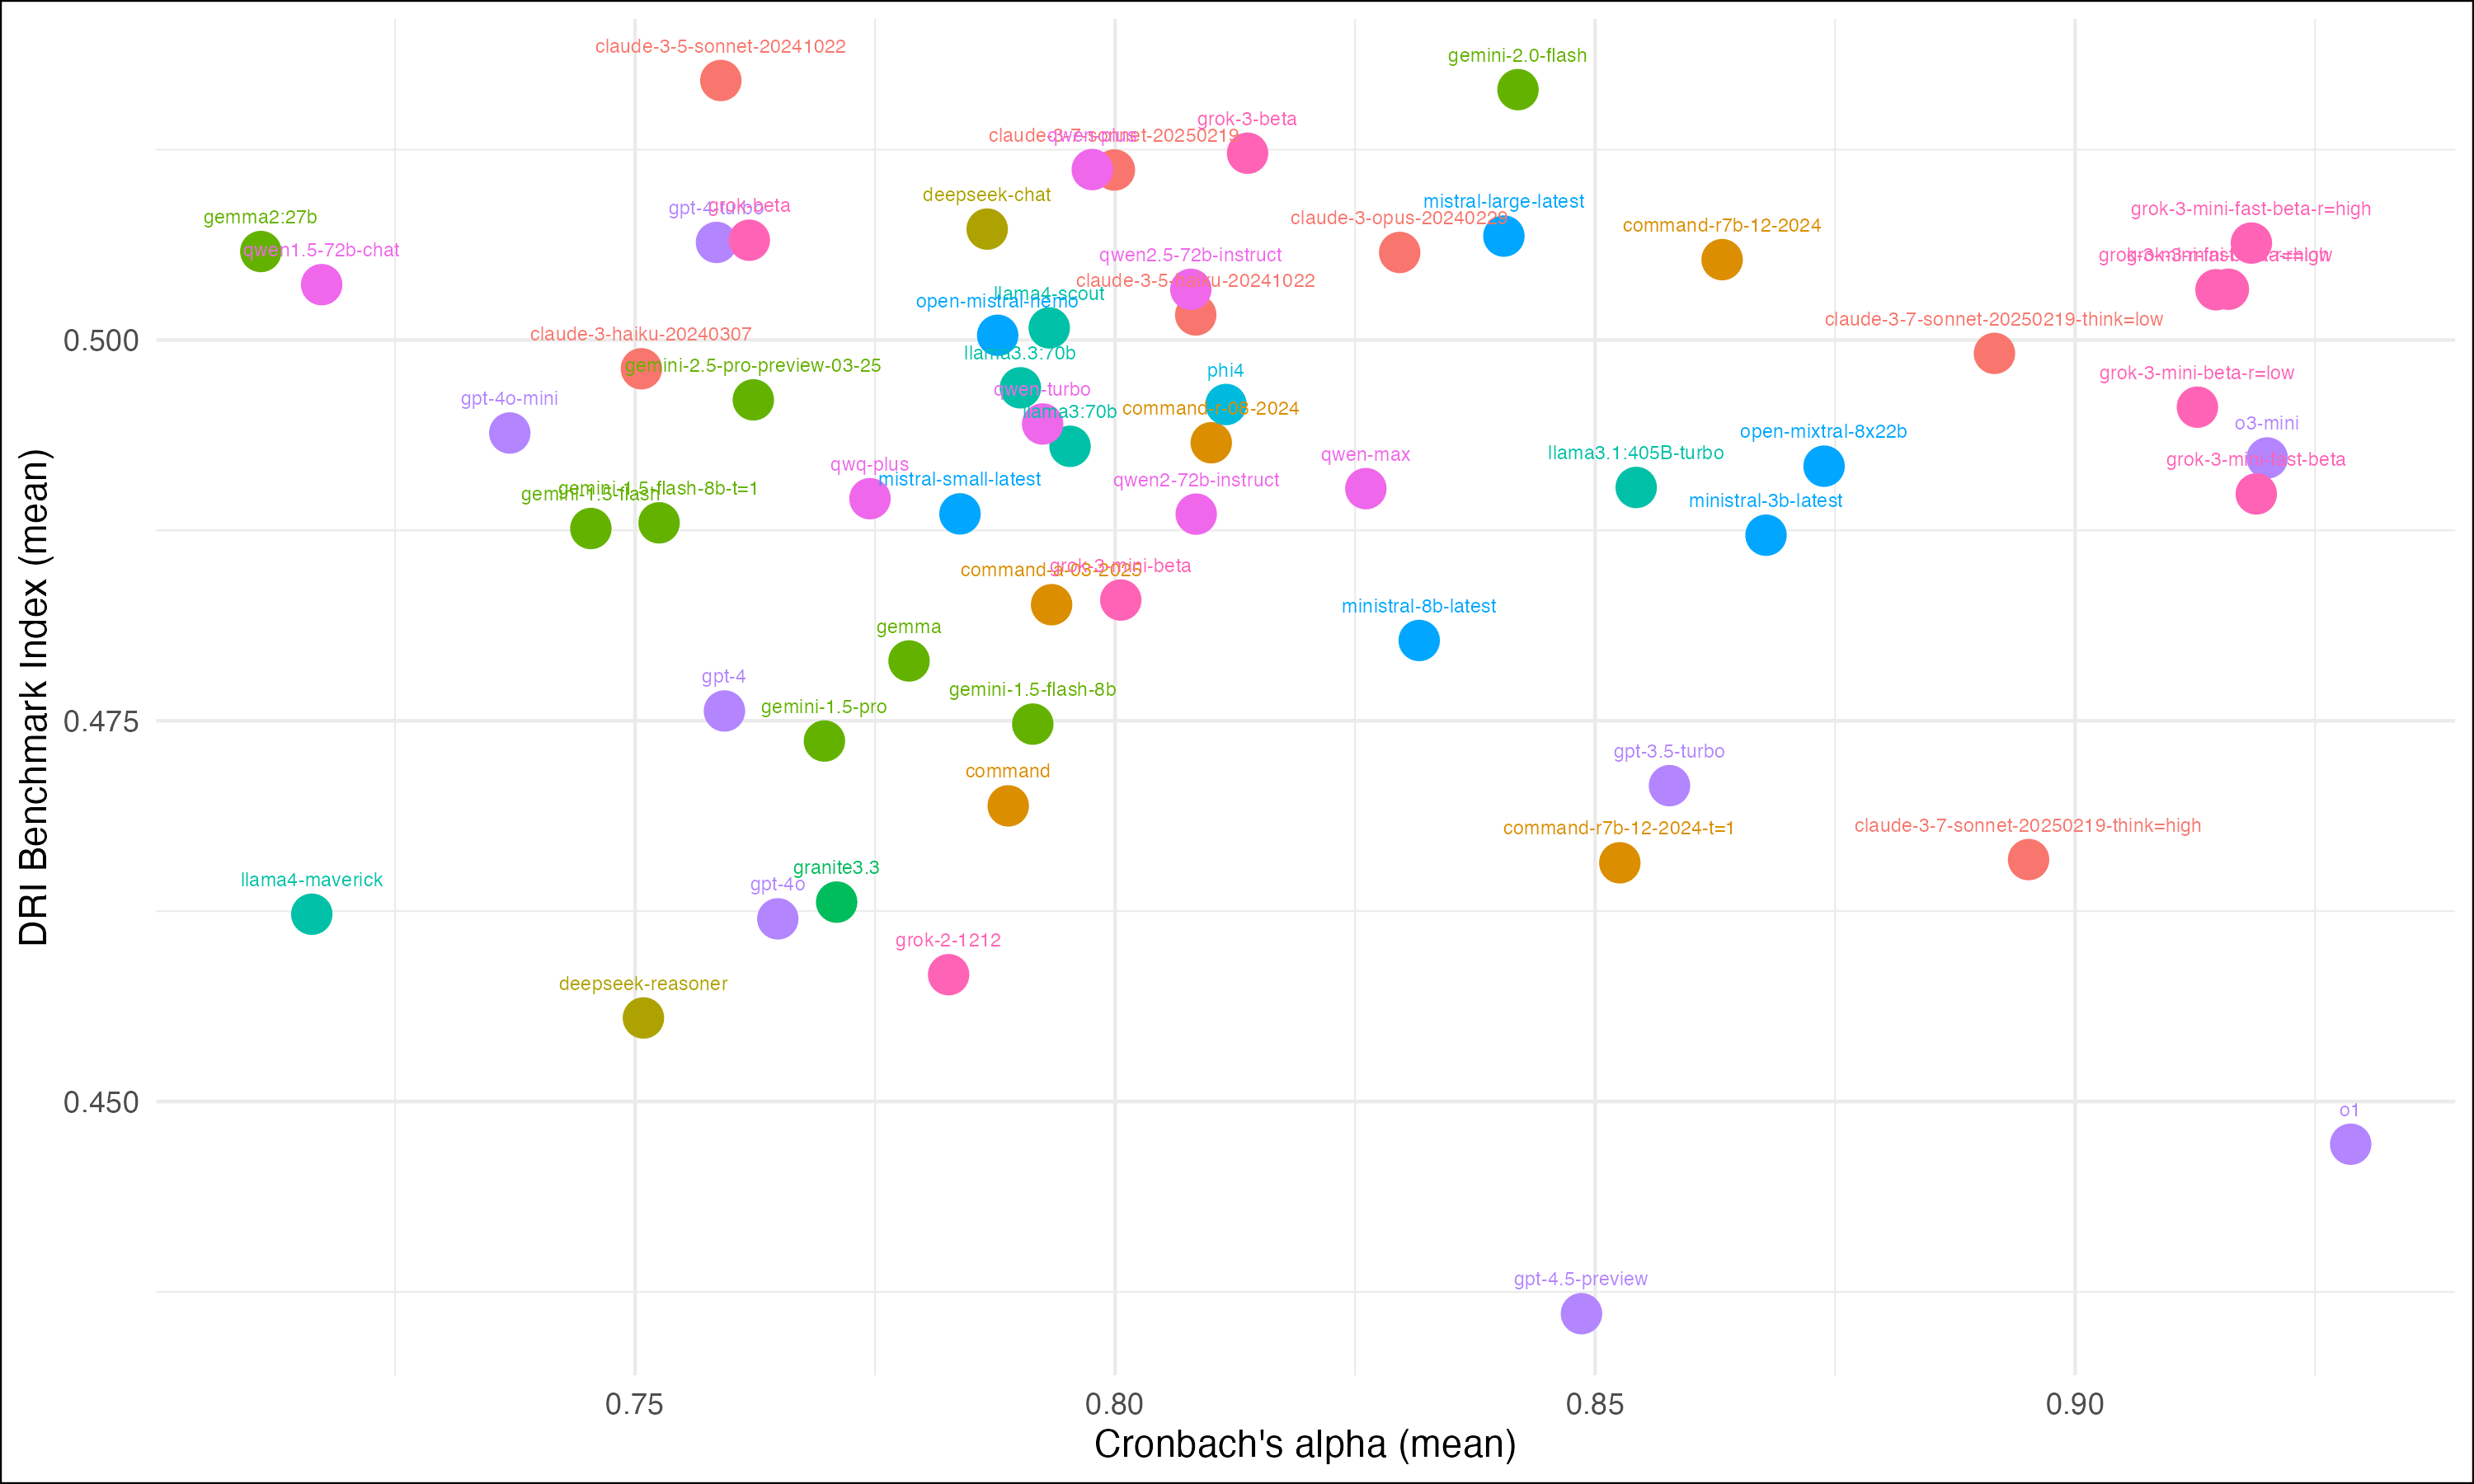 claude-3-5-sonnet-20241022
gemini-2.0-flash
grok-3-beta
claude-3-7-sonnet-20250219
qwen-plus
deepseek-chat
mistral-large-latest
gpt-4-turbo
grok-beta
grok-3-mini-fast-beta-r=high
gemma2:27b
claude-3-opus-20240229
command-r7b-12-2024
qwen1.5-72b-chat
qwen2.5-72b-instruct
claude-3-5-haiku-20241022
llama4-scout
open-mistral-nemo
claude-3-7-sonnet-20250219-think=low
0.500
claude-3-haiku-20240307
llama3.3:70b
gemini-2.5-pro-preview-03-25
phi4
grok-3-mini-beta-r=low
gpt-4o-mini
qwen-turbo
llama3:70b
command-r-08-2024
o3-mini
open-mixtral-8x22b
qwen-max
llama3.1:405B-turbo
grok-3-mini-fast-beta
qwq-plus
mistral-small-latest
qwen2-72b-instruct
gemini-1.5-flash
gemini-1.5-flash-8b-t=1
ministral-3b-latest
command-a-03-2025
grok-3-mini-beta
ministral-8b-latest
gemma
gpt-4
gemini-1.5-flash-8b
gemini-1.5-pro
0.475
gpt-3.5-turbo
command
command-r7b-12-2024-t=1
claude-3-7-sonnet-20250219-think=high
granite3.3
llama4-maverick
gpt-4o
grok-2-1212
deepseek-reasoner
0.450
o1
gpt-4.5-preview
DRI Benchmark Index (mean)
0.75
0.80
0.85
0.90
Cronbach's alpha (mean)